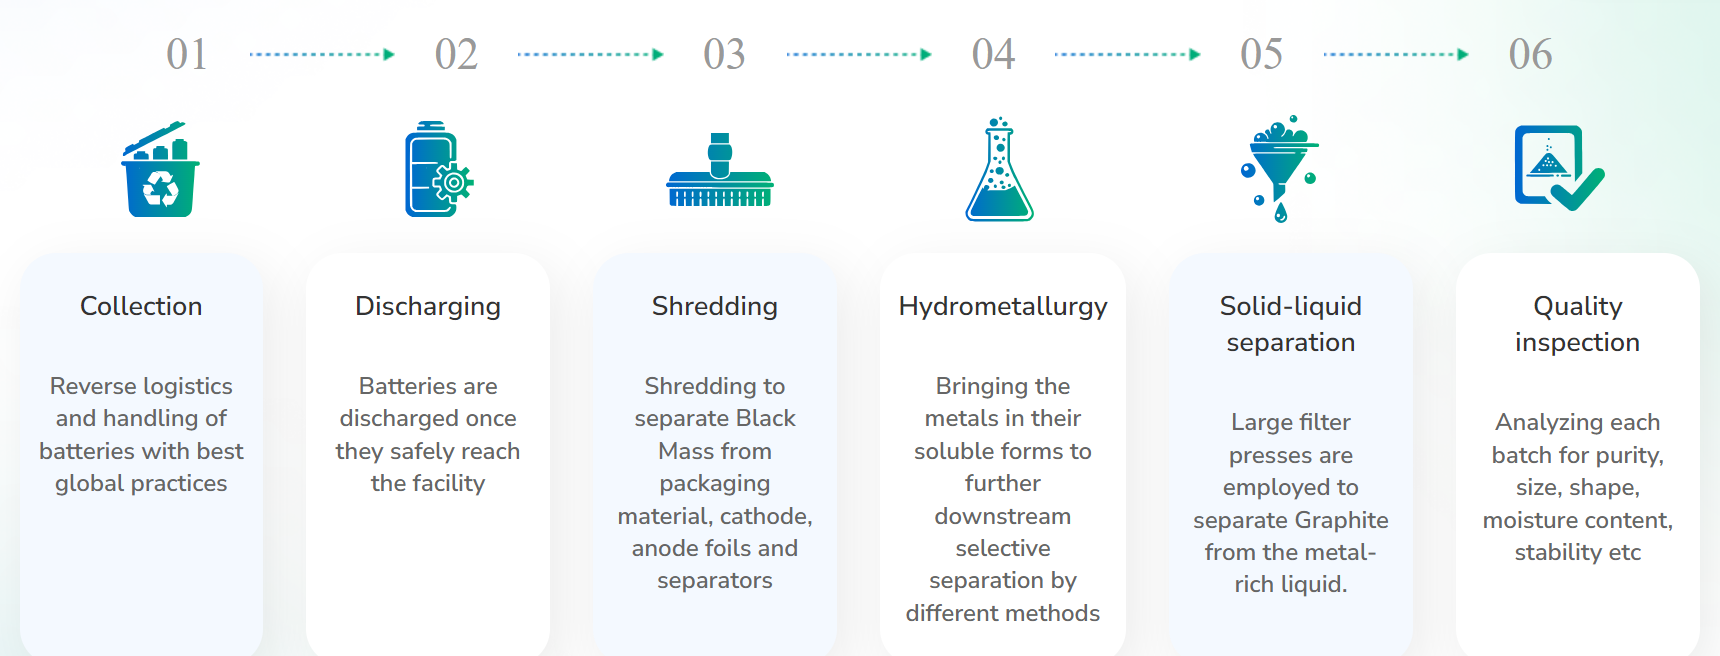 01
02
03
04
05
06
Collection
Reverse logistics
and handling of
batteries with best
global practices
Discharging
Batteries are
discharged once
they safely reach
the facility
Shredding
Shredding to
separate Black
Mass from
packaging
material, cathode,
anode foils and
separators
Hydrometallurgy
Bringing the
metals in their
soluble forms to
further
downstream
selective
separation by
different methods
Solid-liquid
separation
Large filter
presses are
employed to
separate Graphite
from the metal-
rich liquid.
Quality
inspection
Analyzing each
batch for purity,
size, shape,
moisture content,
stability etc